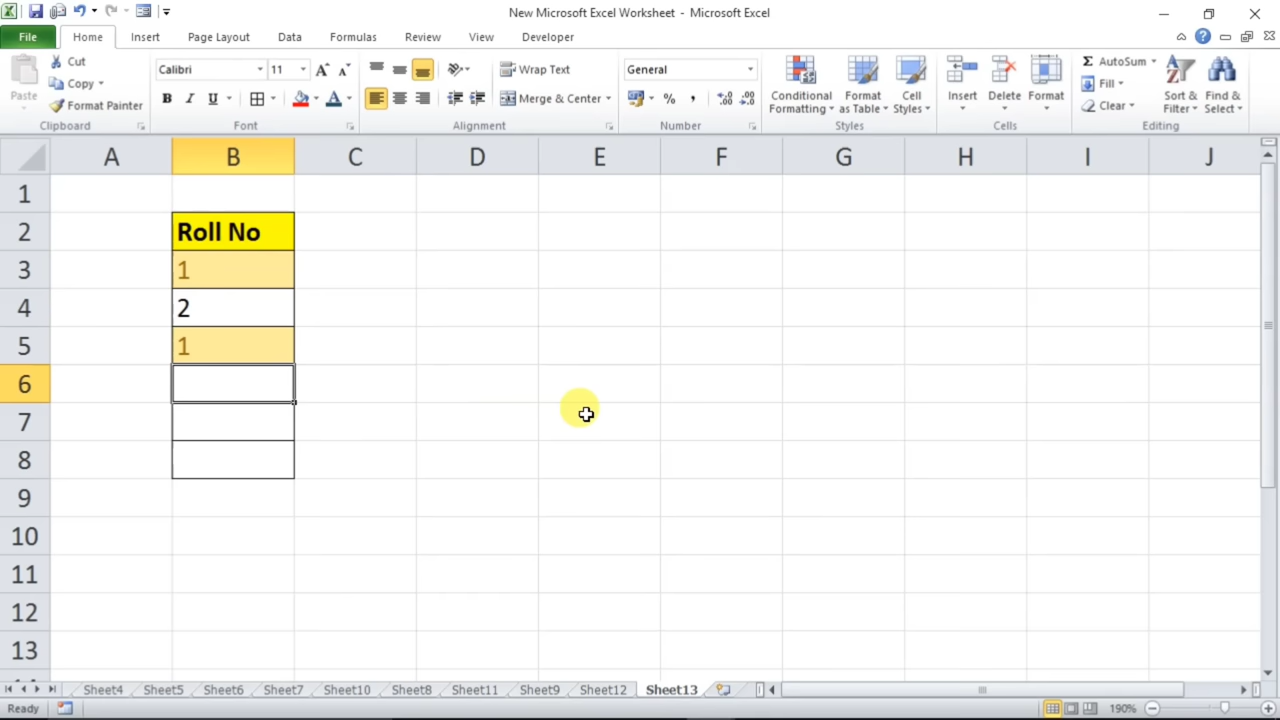 New Microsoft Excel Worksheet - Microsoft Excel
File Home Insert Page Layout Data Formulas Review View Developer
Paste
Cut
Copy
Format Painter
Clipboard
Calibri 11
B I U
Font
Wrap Text
Merge & Center
Alignment
General
% ,
Number
Conditional Formatting
Format as Table
Cell Styles
Styles
Insert
Delete
Format
Cells
Σ AutoSum
Fill
Clear
Sort & Filter
Find & Select
Editing
A B C D E F G H I J
1
2 Roll No
3 1
4 2
5 1
6
7
8
9
10
11
12
13
Sheet4 Sheet5 Sheet6 Sheet7 Sheet10 Sheet8 Sheet11 Sheet9 Sheet12 Sheet13
Ready 190%